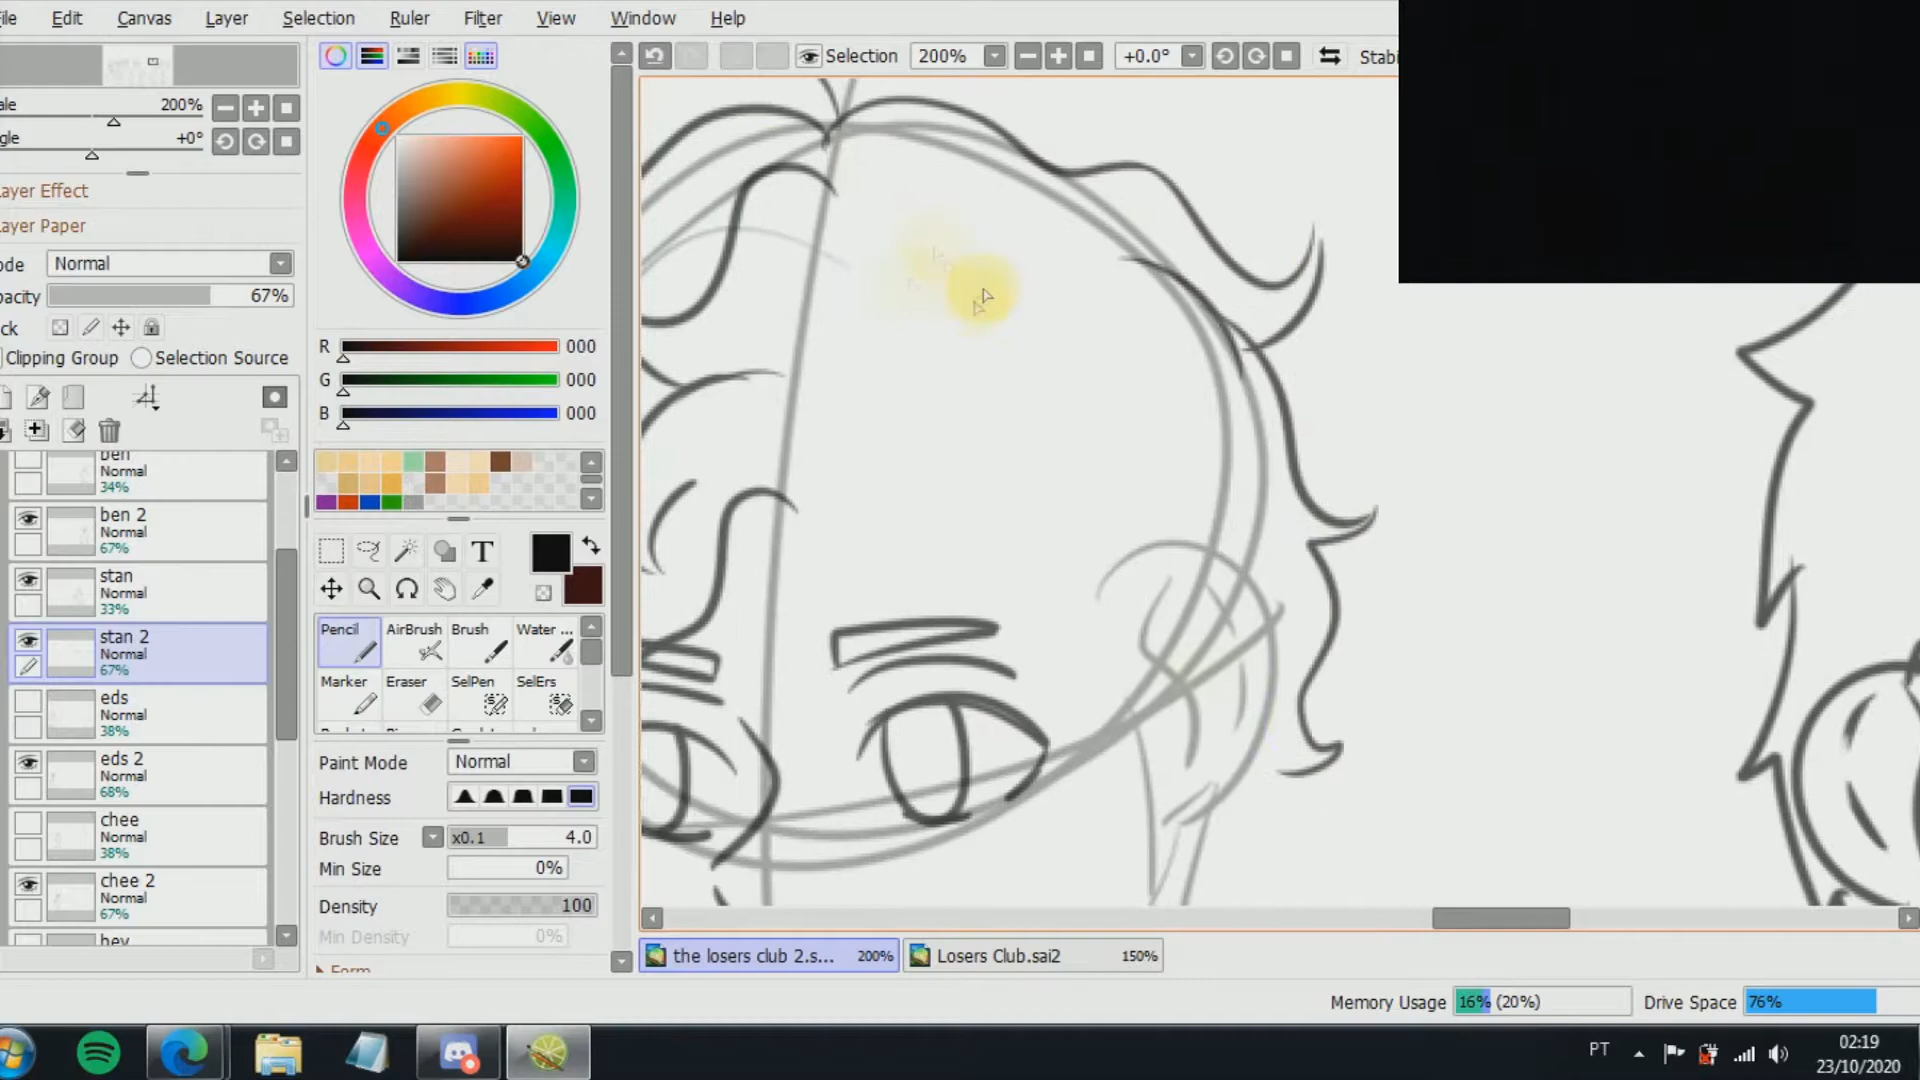 File Edit Canvas Layer Selection Ruler Filter View Window Help
Selection 200% +0.0° Stabi
ale 200%
gle +0°
ayer Effect
ayer Paper
ode Normal
pacity 67%
ck
Clipping Group Selection Source
R 000
G 000
B 000
ben
Normal
34%
ben 2
Normal
67%
stan
Normal
33%
stan 2
Normal
67%
eds
Normal
38%
eds 2
Normal
68%
chee
Normal
38%
chee 2
Normal
67%
bev
T
Pencil AirBrush Brush Water ...
Marker Eraser SelPen SelErs
Paint Mode Normal
Hardness
Brush Size x0.1 4.0
Min Size 0%
Density 100
Min Density 0%
Form
the losers club 2.s... 200% Losers Club.sai2 150%
Memory Usage 16% (20%) Drive Space 76%
PT 02:19
23/10/2020